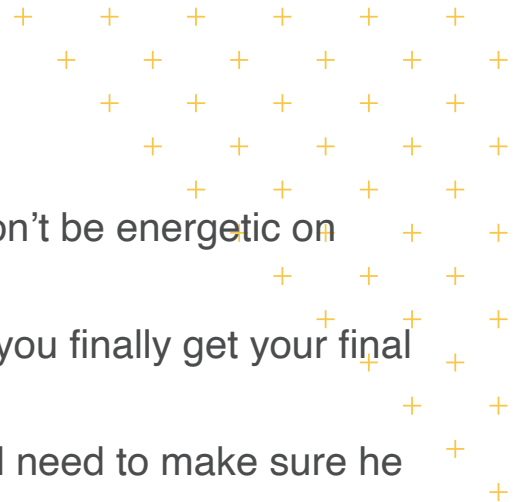 be energetic on
you finally get your final
need to make sure he